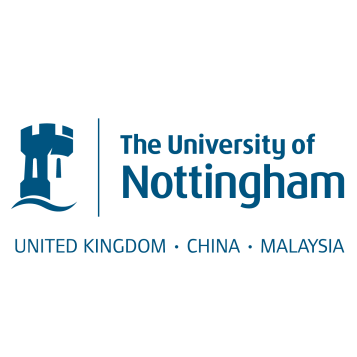 The University of
Nottingham
UNITED KINGDOM · CHINA · MALAYSIA